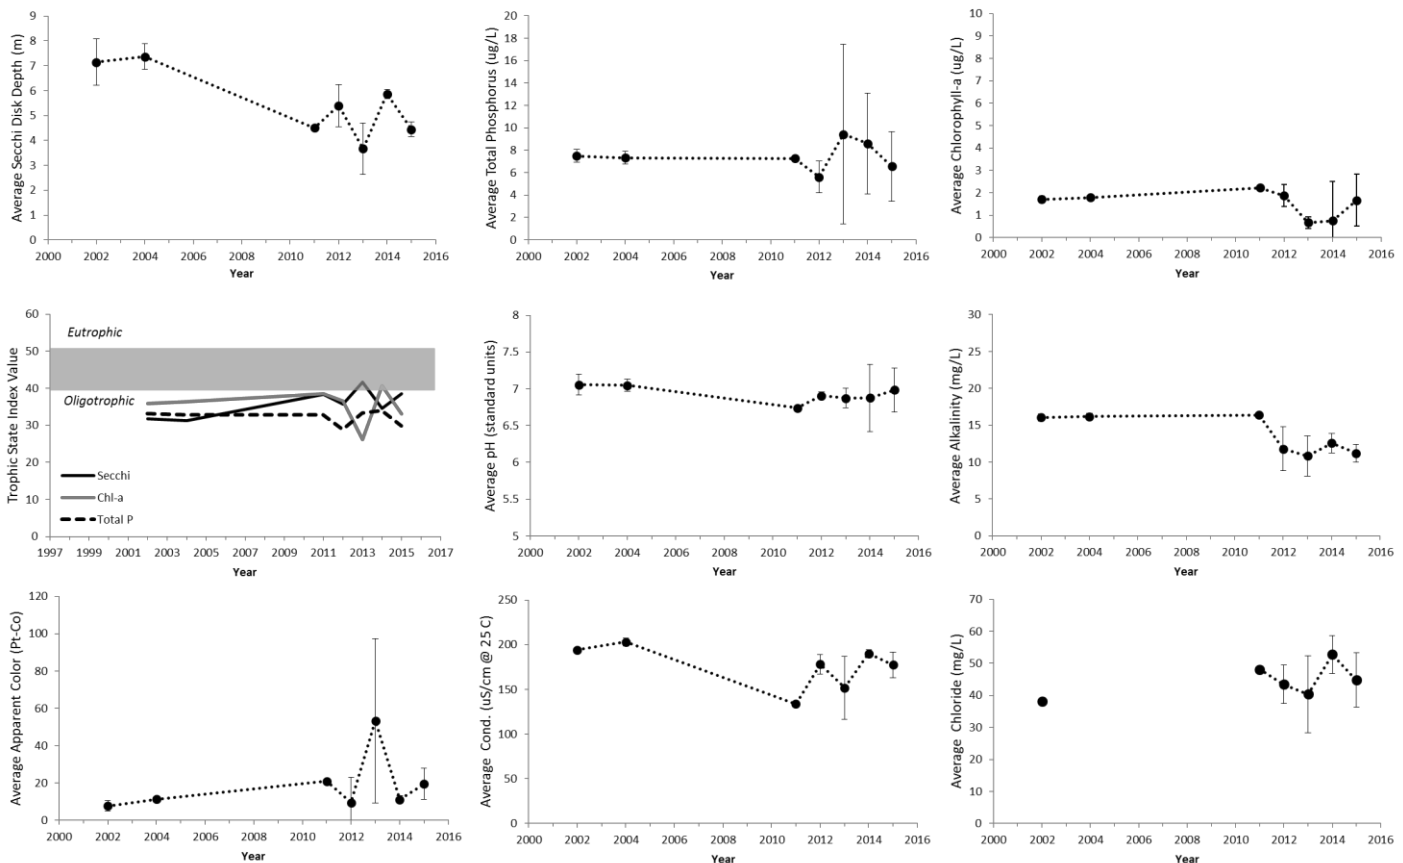 Average Secchi Disk Depth (m)
9
8
7
6
5
4
3
2
1
0
2000 2002 2004 2006 2008 2010 2012 2014 2016
Year
Average Total Phosphorus (ug/L)
20
18
16
14
12
10
8
6
4
2
0
2000 2002 2004 2006 2008 2010 2012 2014 2016
Year
Average Chlorophyll-a (ug/L)
10
9
8
7
6
5
4
3
2
1
0
2000 2002 2004 2006 2008 2010 2012 2014 2016
Year
Trophic State Index Value
60
50
40
30
20
10
0
Eutrophic
Oligotrophic
Secchi
Chl-a
Total P
1997 1999 2001 2003 2005 2007 2009 2011 2013 2015 2017
Year
Average pH (standard units)
8
7.5
7
6.5
6
5.5
5
2000 2002 2004 2006 2008 2010 2012 2014 2016
Year
Average Alkalinity (mg/L)
30
25
20
15
10
5
0
2000 2002 2004 2006 2008 2010 2012 2014 2016
Year
Average Apparent Color (Pt-Co)
120
100
80
60
40
20
0
2000 2002 2004 2006 2008 2010 2012 2014 2016
Year
Average Cond. (uS/cm @ 25 C)
250
200
150
100
50
0
2000 2002 2004 2006 2008 2010 2012 2014 2016
Year
Average Chloride (mg/L)
70
60
50
40
30
20
10
0
2000 2002 2004 2006 2008 2010 2012 2014 2016
Year